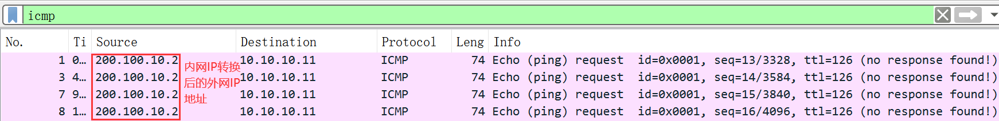 icmp
No. Ti Source Destination Protocol Leng Info
1 0… 200.100.10.2 10.10.10.11 ICMP 74 Echo (ping) request id=0x0001, seq=13/3328, ttl=126 (no response found!)
3 4… 200.100.10.2 10.10.10.11 ICMP 74 Echo (ping) request id=0x0001, seq=14/3584, ttl=126 (no response found!)
7 9… 200.100.10.2 10.10.10.11 ICMP 74 Echo (ping) request id=0x0001, seq=15/3840, ttl=126 (no response found!)
8 1… 200.100.10.2 10.10.10.11 ICMP 74 Echo (ping) request id=0x0001, seq=16/4096, ttl=126 (no response found!)
内网IP转换
后的外网IP
地址